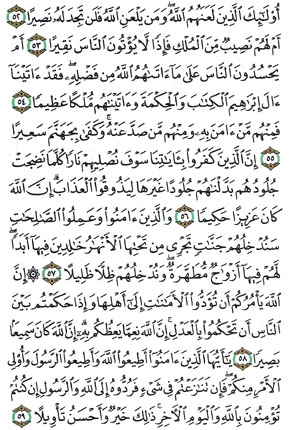 أُوْلَٰٓئِكَ ٱلَّذِينَ لَعَنَهُمُ ٱللَّهُۖ وَمَن يَلْعَنِ ٱللَّهُ فَلَن تَجِدَ لَهُۥ نَصِيرًا ٥٢
أَمْ لَهُمْ نَصِيبٌ مِّنَ ٱلْمُلْكِ فَإِذًا لَّا يُؤْتُونَ ٱلنَّاسَ نَقِيرًا ٥٣ أَمْ
يَحْسُدُونَ ٱلنَّاسَ عَلَىٰ مَآ ءَاتَىٰهُمُ ٱللَّهُ مِن فَضْلِهِۦۖ فَقَدْ ءَاتَيْنَآ
ءَالَ إِبْرَٰهِيمَ ٱلْكِتَٰبَ وَٱلْحِكْمَةَ وَءَاتَيْنَٰهُم مُّلْكًا عَظِيمًا ٥٤
فَمِنْهُم مَّنْ ءَامَنَ بِهِۦ وَمِنْهُم مَّن صَدَّ عَنْهُۚ وَكَفَىٰ بِجَهَنَّمَ سَعِيرًا
٥٥ إِنَّ ٱلَّذِينَ كَفَرُواْ بِـَٔايَٰتِنَا سَوْفَ نُصْلِيهِمْ نَارًا كُلَّمَا نَضِجَتْ
جُلُودُهُم بَدَّلْنَٰهُمْ جُلُودًا غَيْرَهَا لِيَذُوقُواْ ٱلْعَذَابَۗ إِنَّ ٱللَّهَ
كَانَ عَزِيزًا حَكِيمًا ٥٦ وَٱلَّذِينَ ءَامَنُواْ وَعَمِلُواْ ٱلصَّٰلِحَٰتِ
سَنُدْخِلُهُمْ جَنَّٰتٍ تَجْرِى مِن تَحْتِهَا ٱلْأَنْهَٰرُ خَٰلِدِينَ فِيهَآ أَبَدًاۖ
لَّهُمْ فِيهَآ أَزْوَٰجٌ مُّطَهَّرَةٌۖ وَنُدْخِلُهُمْ ظِلًّا ظَلِيلًا ٥٧ ۞ إِنَّ
ٱللَّهَ يَأْمُرُكُمْ أَن تُؤَدُّواْ ٱلْأَمَٰنَٰتِ إِلَىٰٓ أَهْلِهَا وَإِذَا حَكَمْتُم بَيْنَ
ٱلنَّاسِ أَن تَحْكُمُواْ بِٱلْعَدْلِۚ إِنَّ ٱللَّهَ نِعِمَّا يَعِظُكُم بِهِۦٓۗ إِنَّ ٱللَّهَ كَانَ سَمِيعًۢا
بَصِيرًا ٥٨ يَٰٓأَيُّهَا ٱلَّذِينَ ءَامَنُوٓاْ أَطِيعُواْ ٱللَّهَ وَأَطِيعُواْ ٱلرَّسُولَ وَأُوْلِى
ٱلْأَمْرِ مِنكُمْۖ فَإِن تَنَٰزَعْتُمْ فِى شَىْءٍ فَرُدُّوهُ إِلَى ٱللَّهِ وَٱلرَّسُولِ إِن كُنتُمْ
تُؤْمِنُونَ بِٱللَّهِ وَٱلْيَوْمِ ٱلْءَاخِرِۚ ذَٰلِكَ خَيْرٌ وَأَحْسَنُ تَأْوِيلًا ٥٩